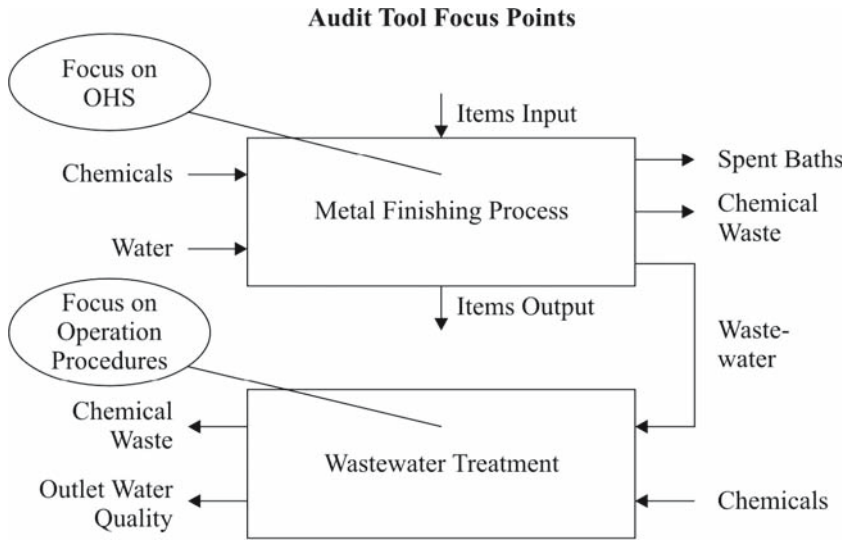 Audit Tool Focus Points
Focus on
OHS
Items Input
Chemicals
Spent Baths
Metal Finishing Process
Chemical
Waste
Water
Focus on
Operation
Procedures
Items Output
Waste-
water
Chemical
Waste
Wastewater Treatment
Outlet Water
Quality
Chemicals